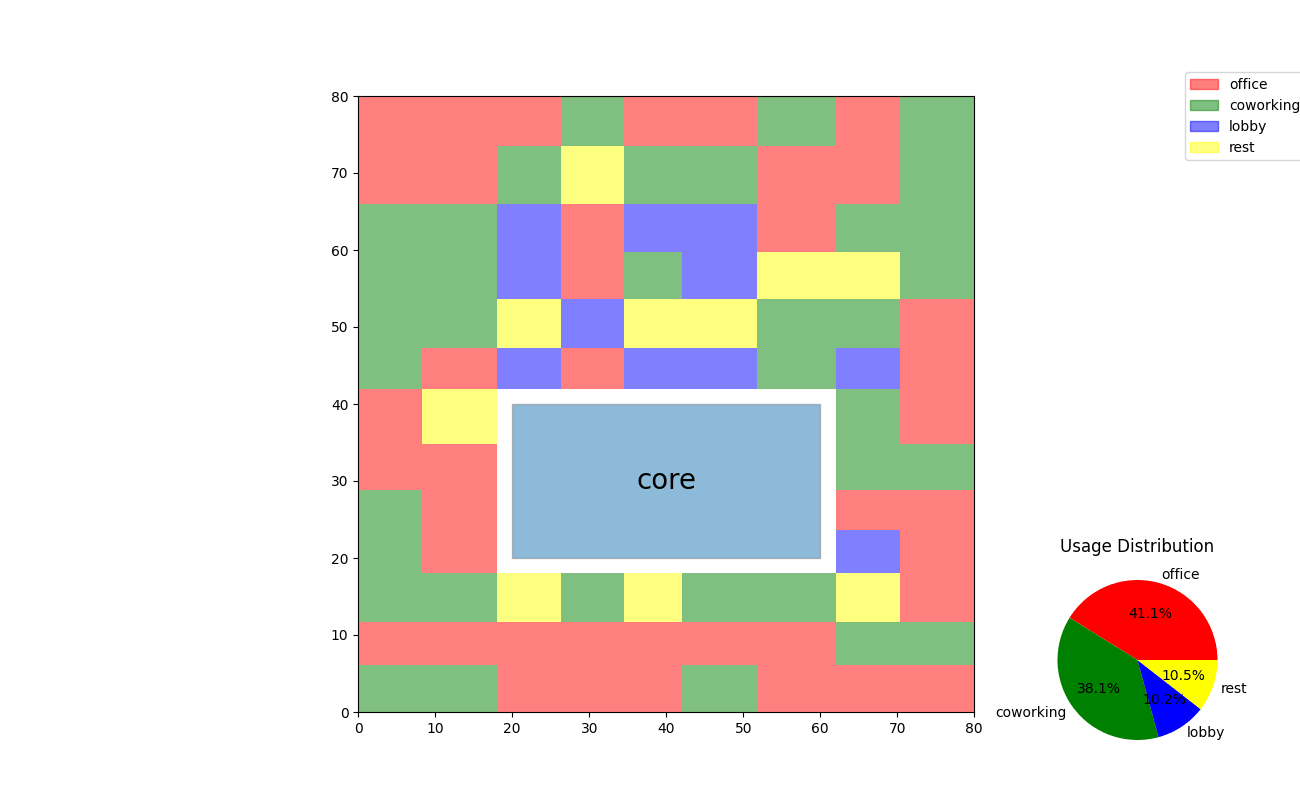 office
coworking
lobby
rest
80
70
60
50
40
30
20
10
0
core
0 10 20 30 40 50 60 70 80
Usage Distribution
office
41.1%
38.1%
coworking
10.2%
lobby
10.5%
rest